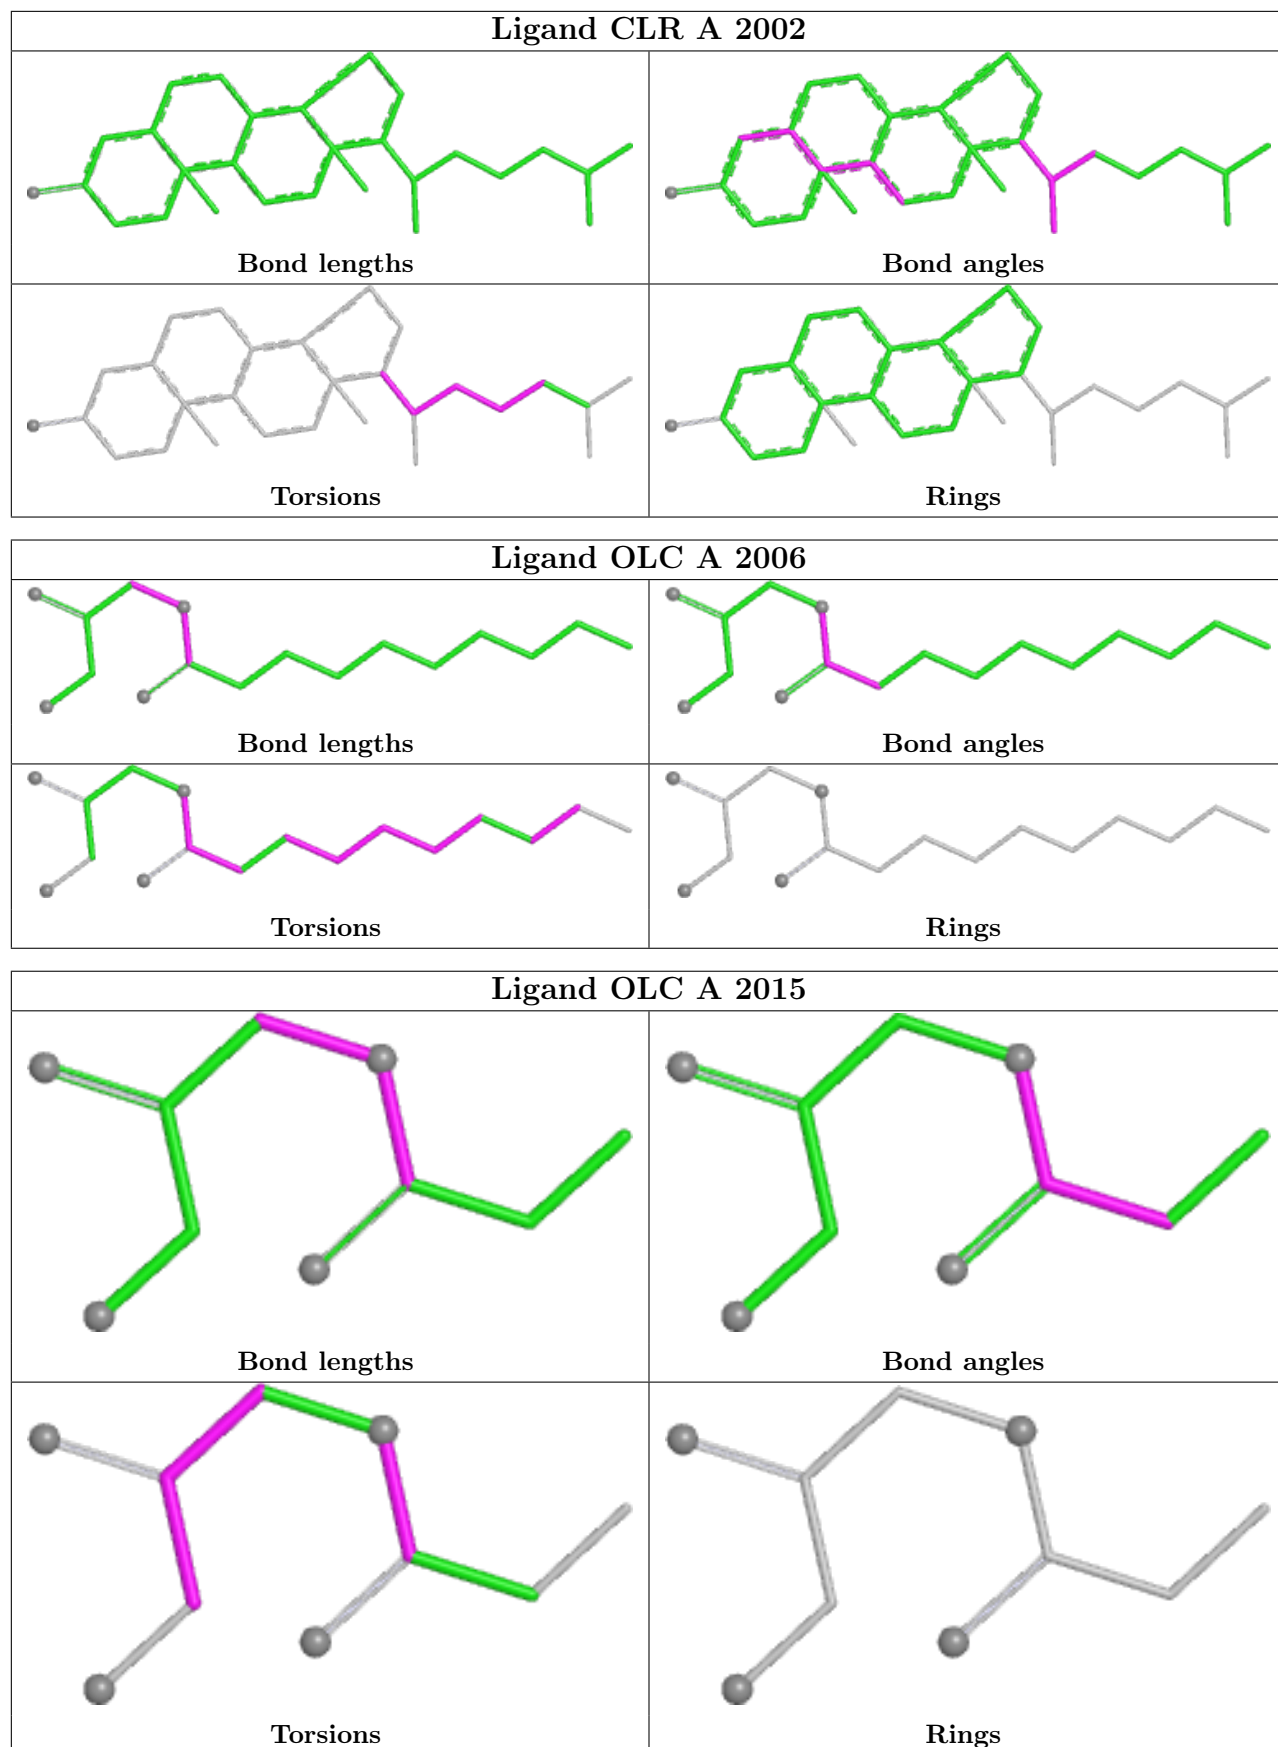 Ligand CLR A 2002
Bond lengths
Bond angles
Torsions
Rings
Ligand OLC A 2006
Bond lengths
Bond angles
Torsions
Rings
Ligand OLC A 2015
Bond lengths
Bond angles
Torsions
Rings